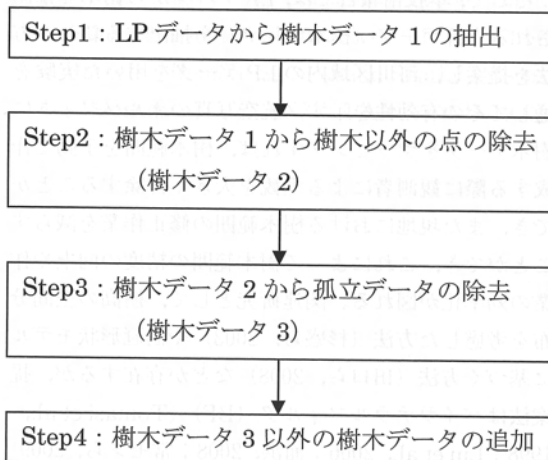 Step1：LP データから樹木データ 1 の抽出
Step2：樹木データ 1 から樹木以外の点の除去
(樹木データ 2)
Step3：樹木データ 2 から孤立データの除去
(樹木データ 3)
Step4：樹木データ 3 以外の樹木データの追加